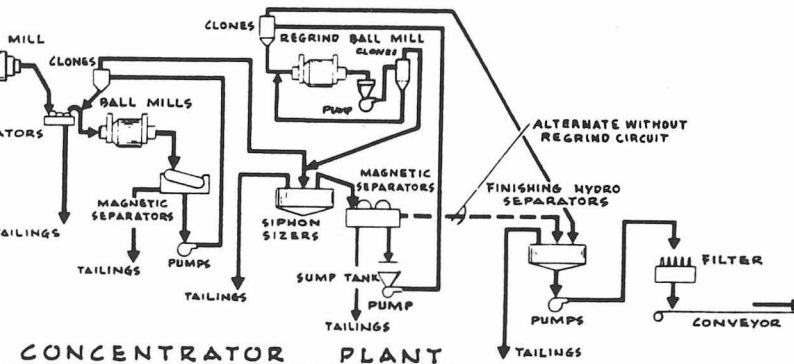 MILL
CLONES
BALL MILLS
ATORS
MAGNETIC
SEPARATORS
TAILINGS
PUMPS
TAILINGS
CLONES
REGRIND BALL MILL
CLONES
PUMP
ALTERNATE WITHOUT
REGRIND CIRCUIT
MAGNETIC
SEPARATORS
FINISHING HYDRO
SEPARATORS
SIPHON
SIZERS
TAILINGS
SUMP TANK
PUMP
TAILINGS
FILTER
PUMPS
CONVEYOR
TAILINGS
CONCENTRATOR PLANT